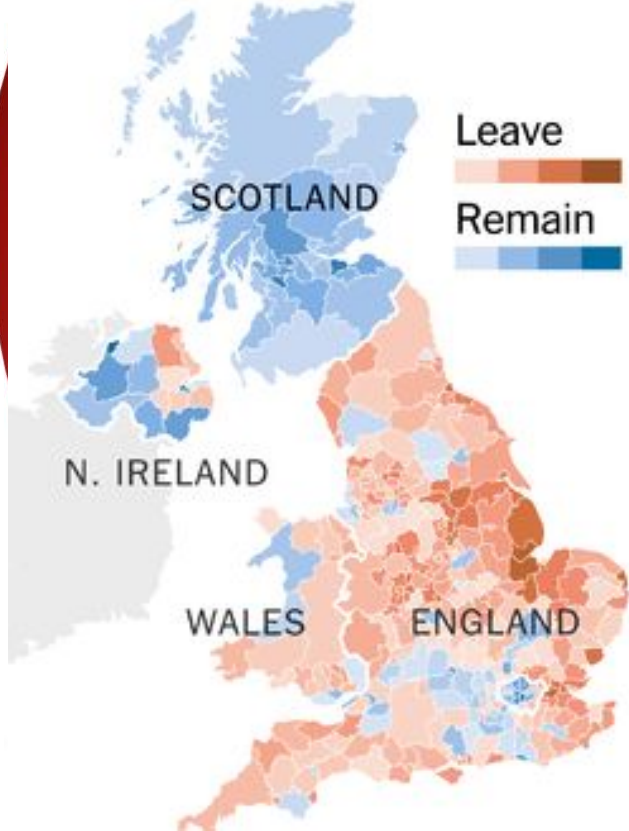 Leave
Remain
SCOTLAND
N. IRELAND
WALES
ENGLAND